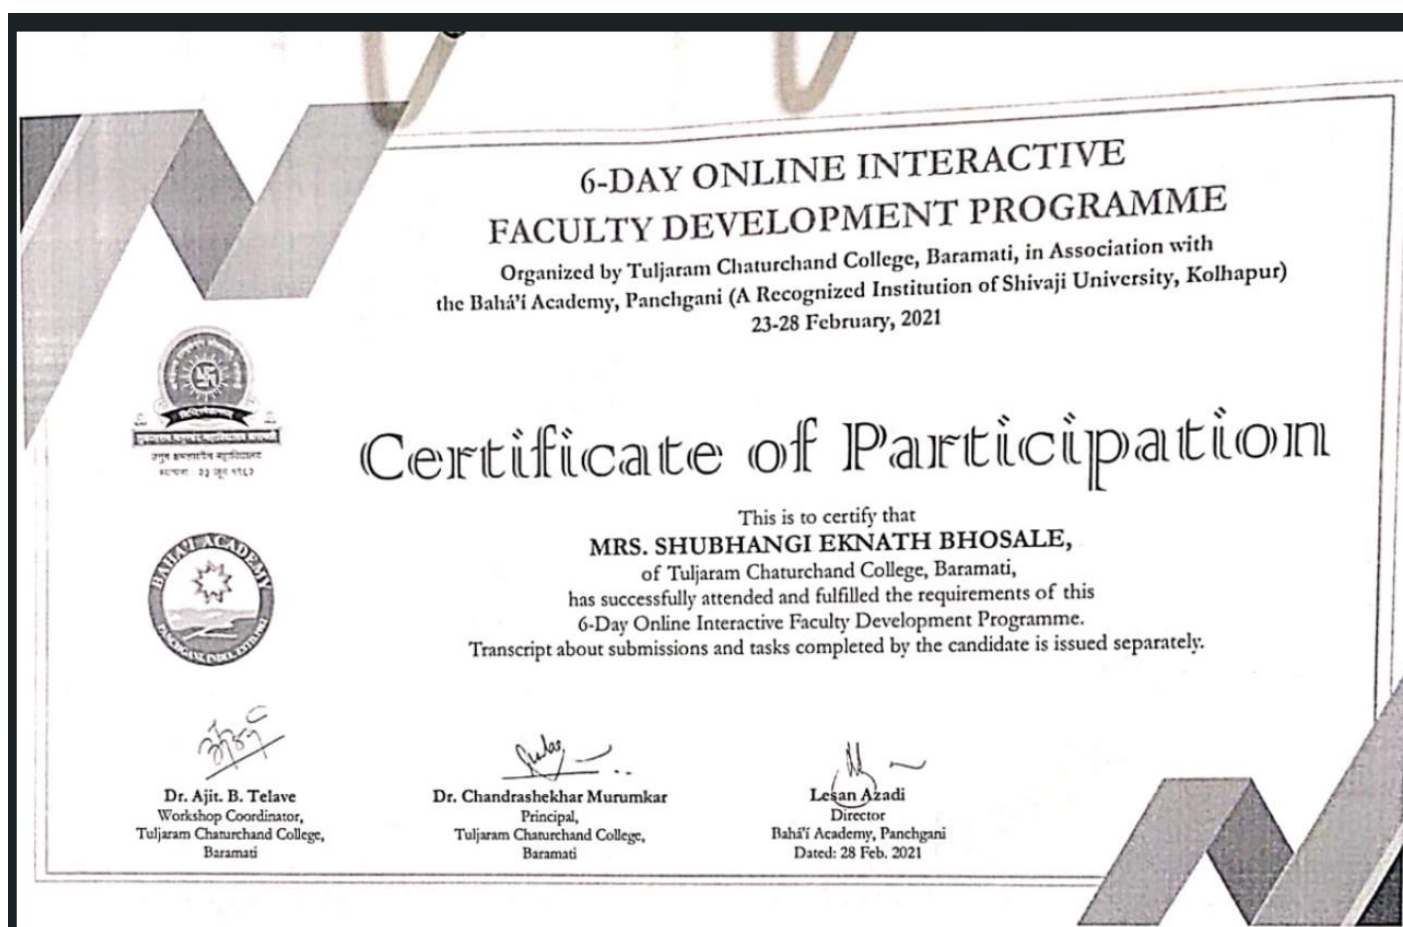 6-DAY ONLINE INTERACTIVE
FACULTY DEVELOPMENT PROGRAMME
Organized by Tuljaram Chaturchand College, Baramati, in Association with
the Bahá'í Academy, Panchgani (A Recognized Institution of Shivaji University, Kolhapur)
23-28 February, 2021
Certificate of Participation
This is to certify that
MRS. SHUBHANGI EKNATH BHOSALE,
of Tuljaram Chaturchand College, Baramati,
has successfully attended and fulfilled the requirements of this
6-Day Online Interactive Faculty Development Programme.
Transcript about submissions and tasks completed by the candidate is issued separately.
BAHÁ'Í ACADEMY
Dr. Ajit. B. Telave
Workshop Coordinator,
Tuljaram Chaturchand College,
Baramati
Dr. Chandrashekhar Murumkar
Principal,
Tuljaram Chaturchand College,
Baramati
Lesan Azadi
Director
Bahá'í Academy, Panchgani
Dated: 28 Feb. 2021